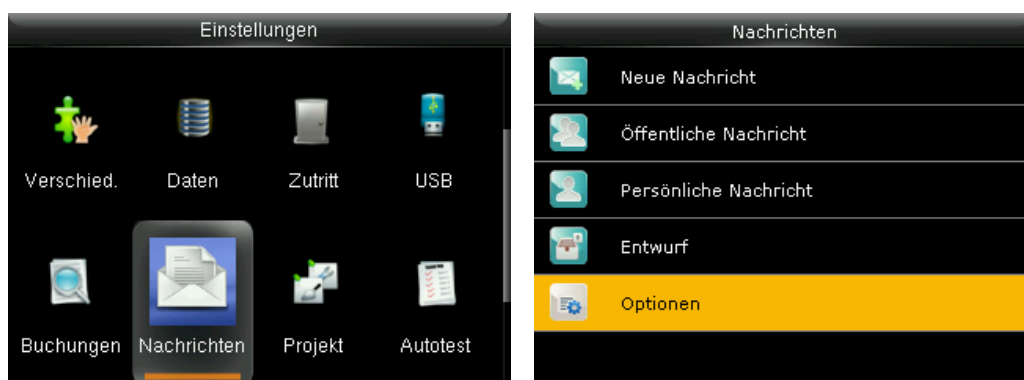 Einstellungen
Verschied. Daten Zutritt USB
Buchungen Nachrichten Projekt Autotest
Nachrichten
Neue Nachricht
Öffentliche Nachricht
Persönliche Nachricht
Entwurf
Optionen